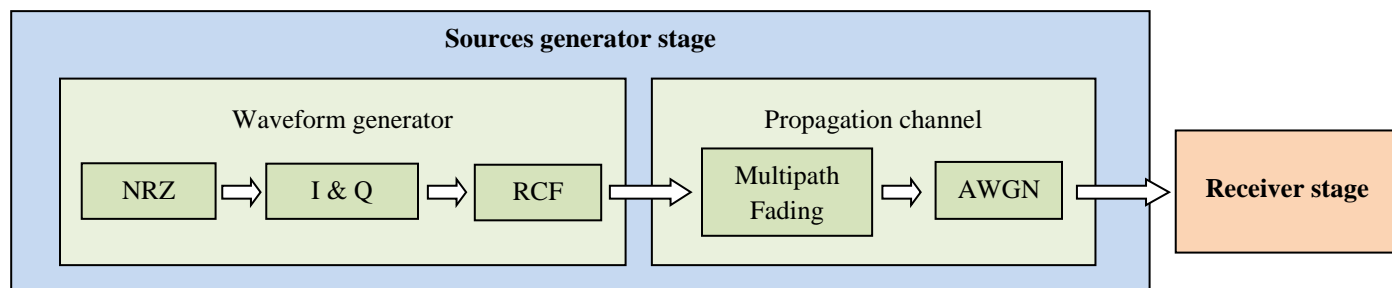 Sources generator stage
Waveform generator
NRZ
I & Q
RCF
Propagation channel
Multipath
Fading
AWGN
Receiver stage